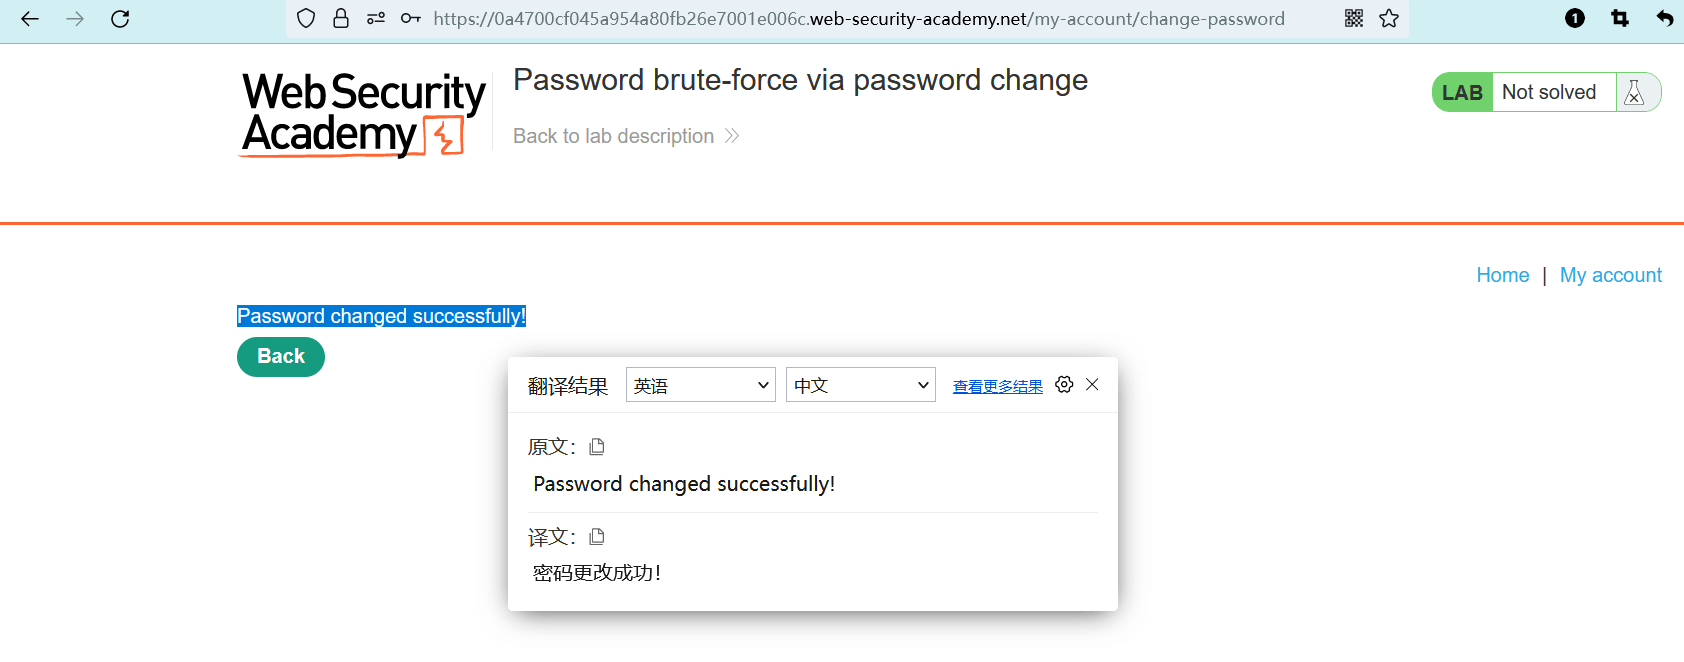 https://0a4700cf045a954a80fb26e7001e006c.web-security-academy.net/my-account/change-password
1
Web Security
Academy
Password brute-force via password change
Back to lab description
LAB Not solved
Home | My account
Password changed successfully!
Back
翻译结果 英语 中文 查看更多结果
原文：
Password changed successfully!
译文：
密码更改成功！